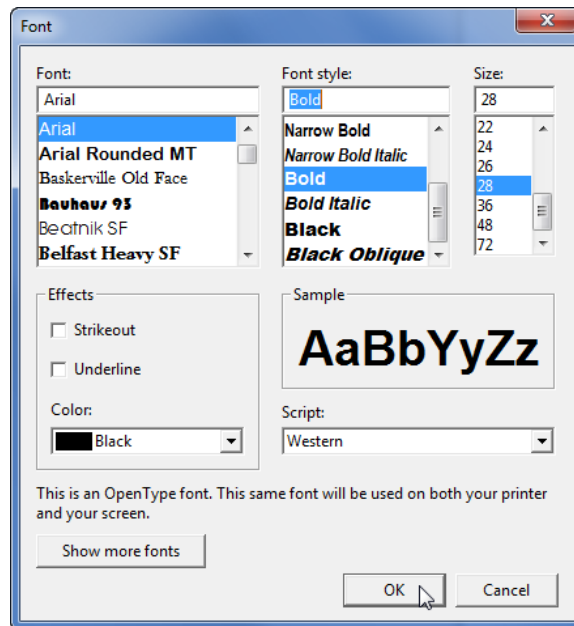 Font
Font:
Arial
Arial
Arial Rounded MT
Baskerville Old Face
Bauhaus 93
Beatnik SF
Belfast Heavy SF
Font style:
Bold
Narrow Bold
Narrow Bold Italic
Bold
Bold Italic
Black
Black Oblique
Size:
28
22
24
26
28
36
48
72
Effects
Strikeout
Underline
Color:
Black
Sample
AaBbYyZz
Script:
Western
This is an OpenType font. This same font will be used on both your printer
and your screen.
Show more fonts
OK
Cancel